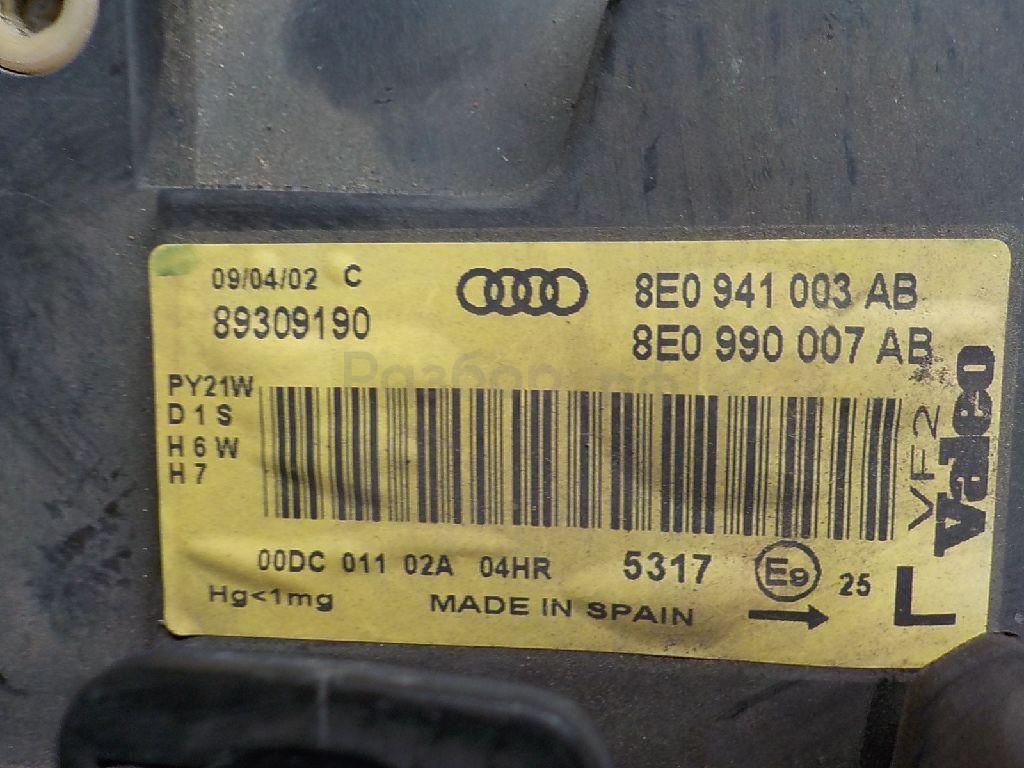 09/04/02 C
89309190
8E0 941 003 AB
8E0 990 007 AB
PY21W
D1S
H6W
H7
VF2
Valeo
00DC 011 02A 04HR 5317 E9 25 L
Hg<1mg
MADE IN SPAIN